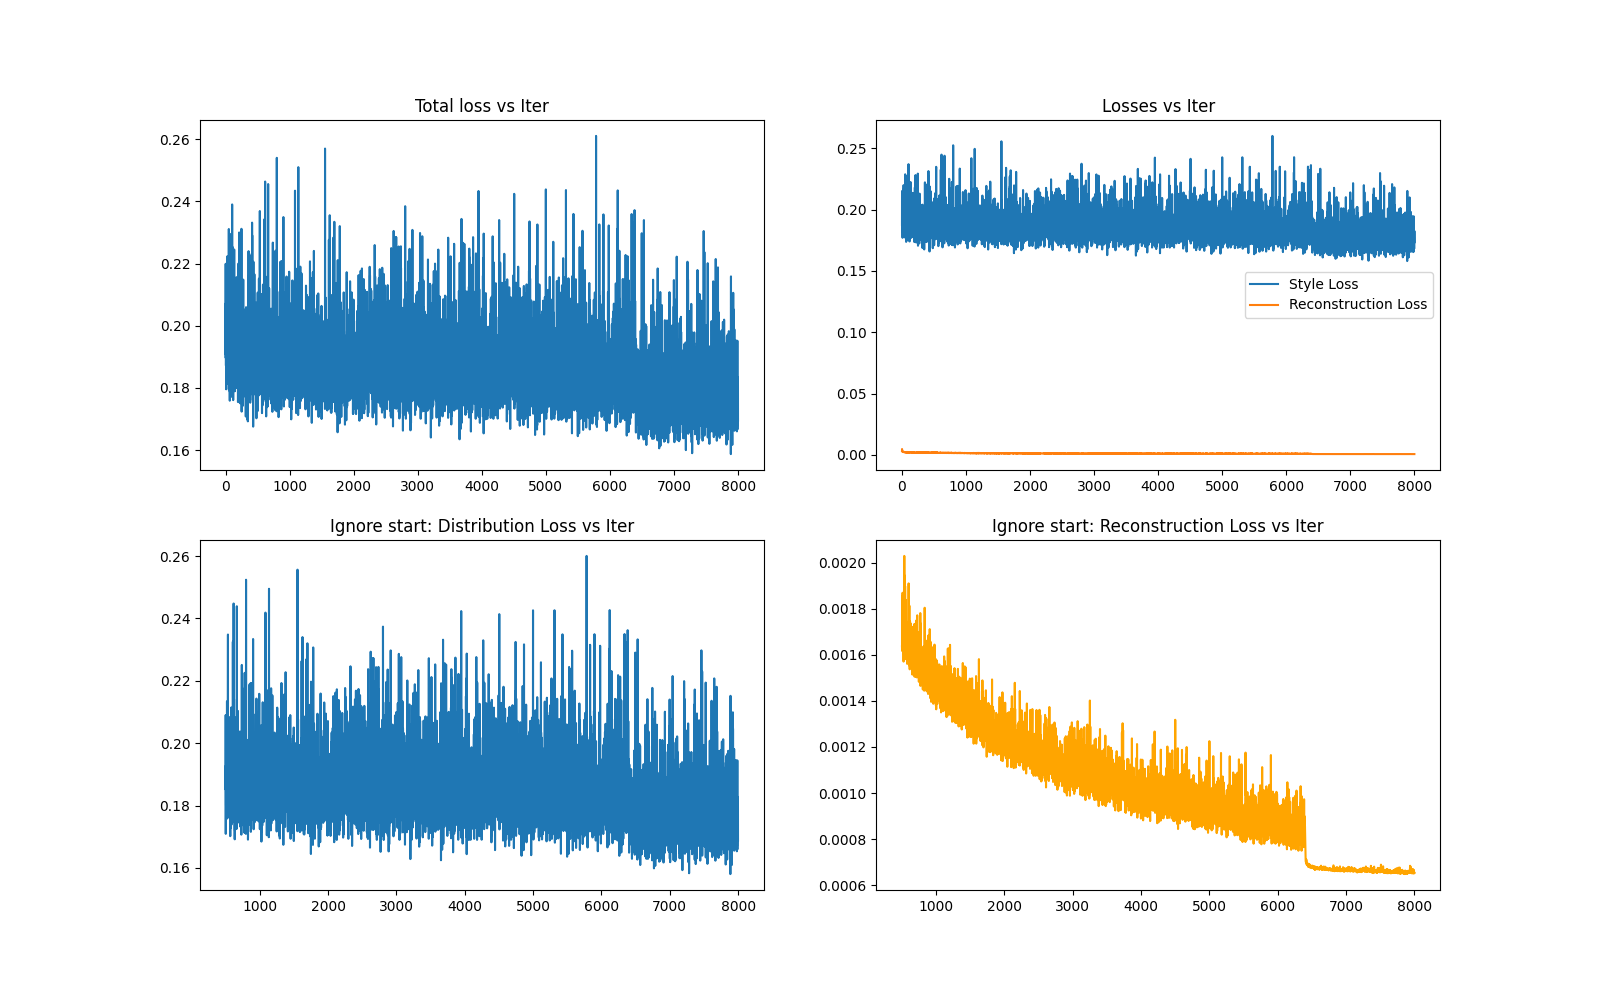 Total loss vs Iter
0.26
0.24
0.22
0.20
0.18
0.16
0 1000 2000 3000 4000 5000 6000 7000 8000
Losses vs Iter
0.25
0.20
0.15
0.10
0.05
0.00
Style Loss
Reconstruction Loss
0 1000 2000 3000 4000 5000 6000 7000 8000
Ignore start: Distribution Loss vs Iter
0.26
0.24
0.22
0.20
0.18
0.16
1000 2000 3000 4000 5000 6000 7000 8000
Ignore start: Reconstruction Loss vs Iter
0.0020
0.0018
0.0016
0.0014
0.0012
0.0010
0.0008
0.0006
1000 2000 3000 4000 5000 6000 7000 8000